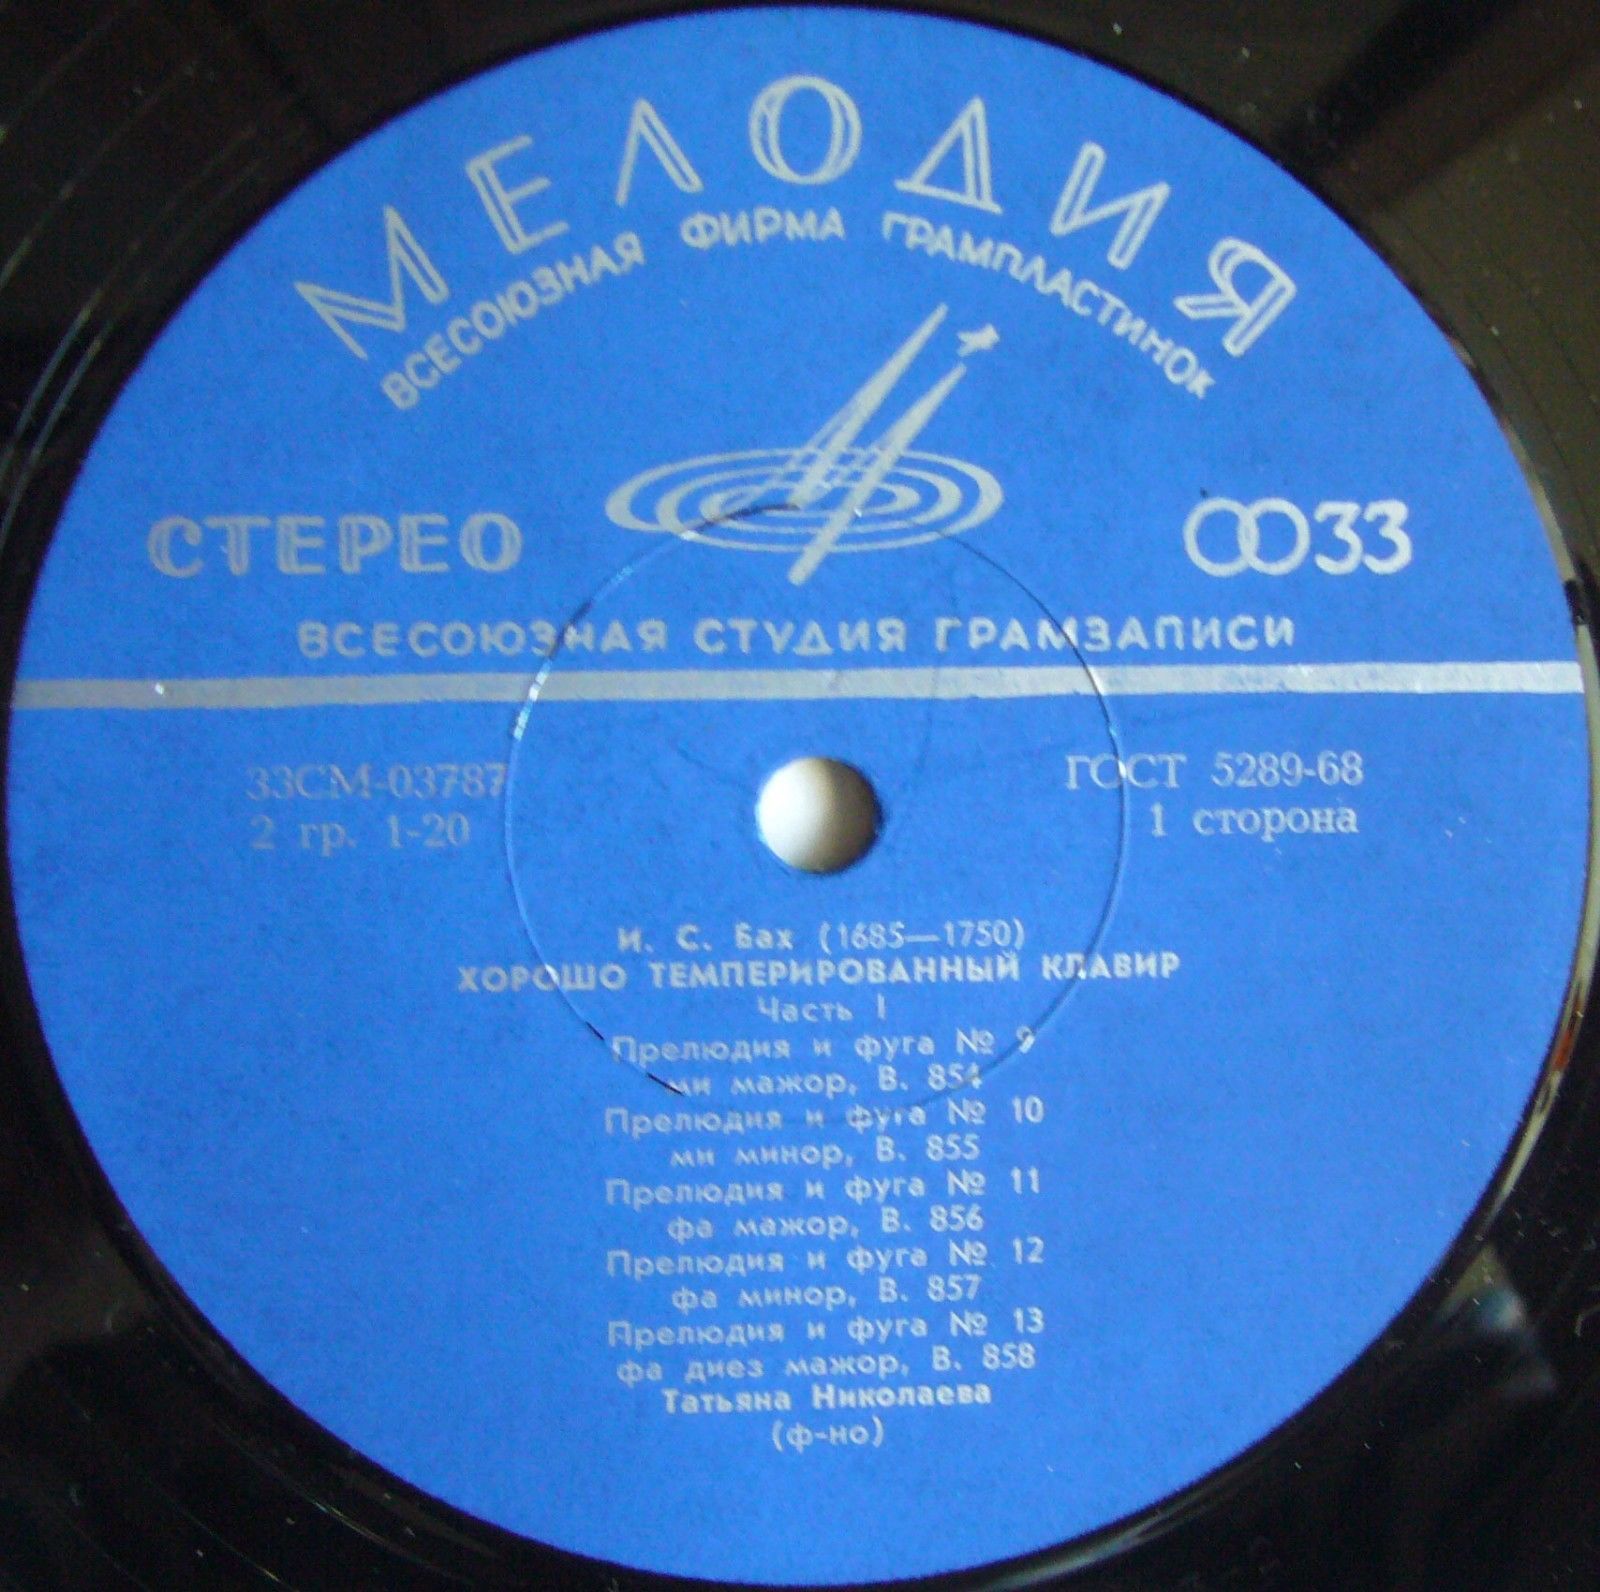 МЕЛОДИЯ
ВСЕСОЮЗНАЯ ФИРМА ГРАМПЛАСТИНОК
СТЕРЕО
33
ВСЕСОЮЗНАЯ СТУДИЯ ГРАМЗАПИСИ
33СМ-03787
ГОСТ 5289-68
2 гр. 1-20
1 сторона
И. С. Бах (1685—1750)
ХОРОШО ТЕМПЕРИРОВАННЫЙ КЛАВИР
Часть I
Прелюдия и фуга № 9
ми мажор, В. 854
Прелюдия и фуга № 10
ми минор, В. 855
Прелюдия и фуга № 11
фа мажор, В. 856
Прелюдия и фуга № 12
фа минор, В. 857
Прелюдия и фуга № 13
фа диез мажор, В. 858
Татьяна Николаева
(ф-но)